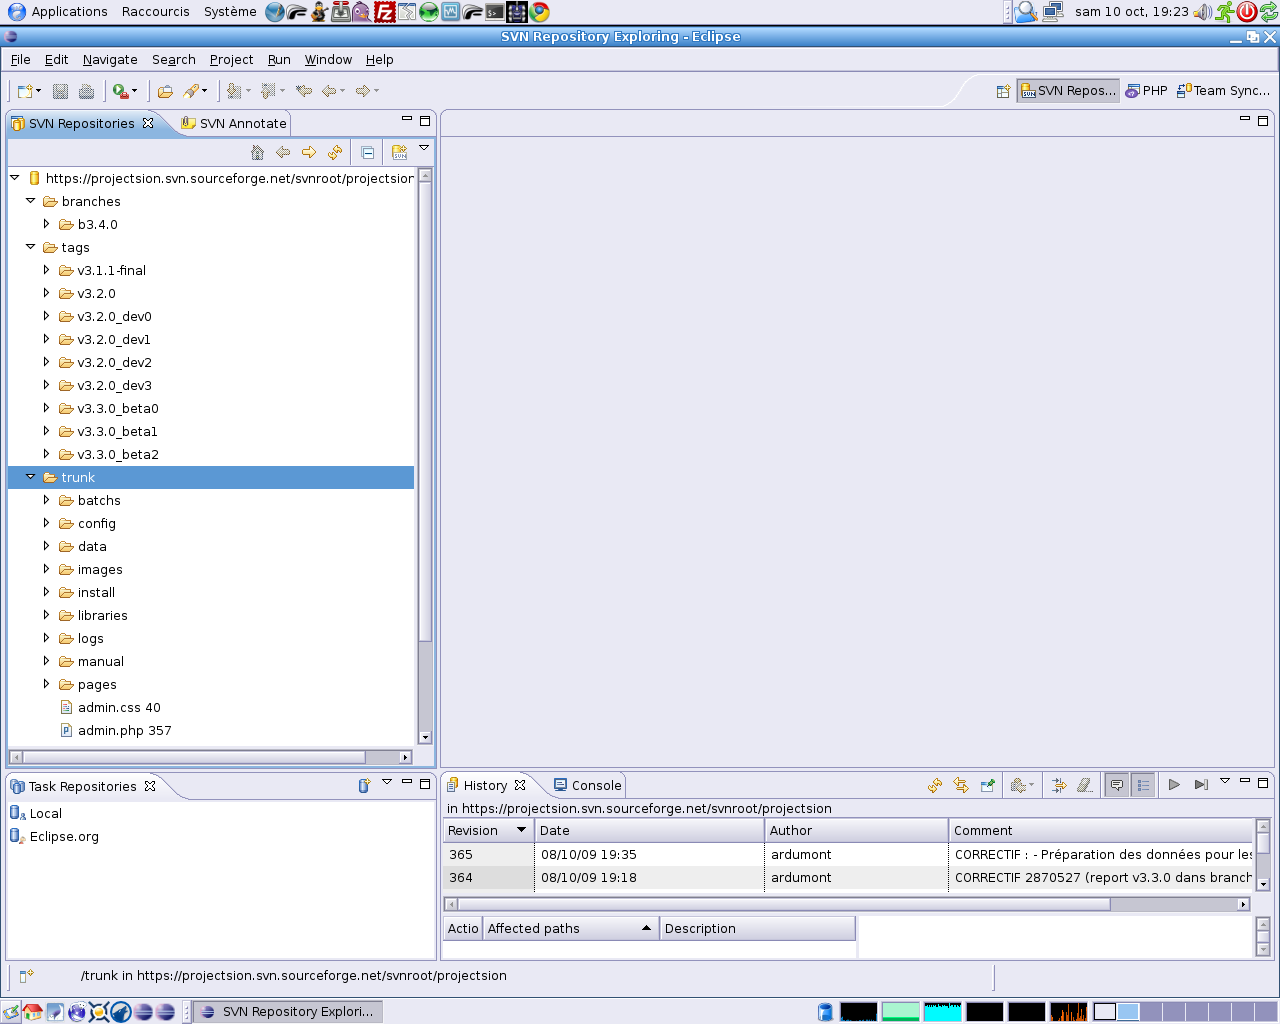 Applications Raccourcis Système sam 10 oct, 19:23
SVN Repository Exploring - Eclipse
File Edit Navigate Search Project Run Window Help
SVN Repos... PHP Team Sync...
SVN Repositories SVN Annotate
https://projectsion.svn.sourceforge.net/svnroot/projectsion
branches
b3.4.0
tags
v3.1.1-final
v3.2.0
v3.2.0_dev0
v3.2.0_dev1
v3.2.0_dev2
v3.2.0_dev3
v3.3.0_beta0
v3.3.0_beta1
v3.3.0_beta2
trunk
batchs
config
data
images
install
libraries
logs
manual
pages
admin.css 40
admin.php 357
Task Repositories
Local
Eclipse.org
History Console
in https://projectsion.svn.sourceforge.net/svnroot/projectsion
Revision Date Author Comment
365 08/10/09 19:35 ardumont CORRECTIF : - Préparation des données pour les
364 08/10/09 19:18 ardumont CORRECTIF 2870527 (report v3.3.0 dans branch
Actio Affected paths Description
/trunk in https://projectsion.svn.sourceforge.net/svnroot/projectsion
SVN Repository Explori...